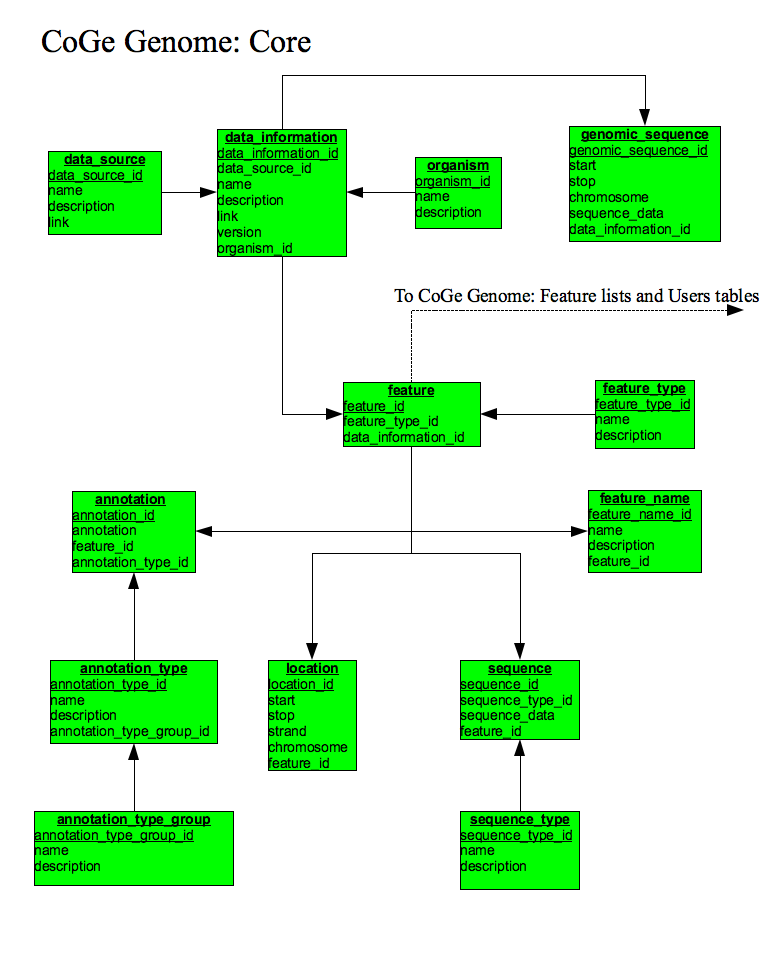 CoGe Genome: Core
data_source
data_source_id
name
description
link
data_information
data_information_id
data_source_id
name
description
link
version
organism_id
organism
organism_id
name
description
genomic_sequence
genomic_sequence_id
start
stop
chromosome
sequence_data
data_information_id
To CoGe Genome: Feature lists and Users tables
feature
feature_id
feature_type_id
data_information_id
feature_type
feature_type_id
name
description
annotation
annotation_id
annotation
feature_id
annotation_type_id
feature_name
feature_name_id
name
description
feature_id
annotation_type
annotation_type_id
name
description
annotation_type_group_id
location
location_id
start
stop
strand
chromosome
feature_id
sequence
sequence_id
sequence_type_id
sequence_data
feature_id
annotation_type_group
annotation_type_group_id
name
description
sequence_type
sequence_type_id
name
description